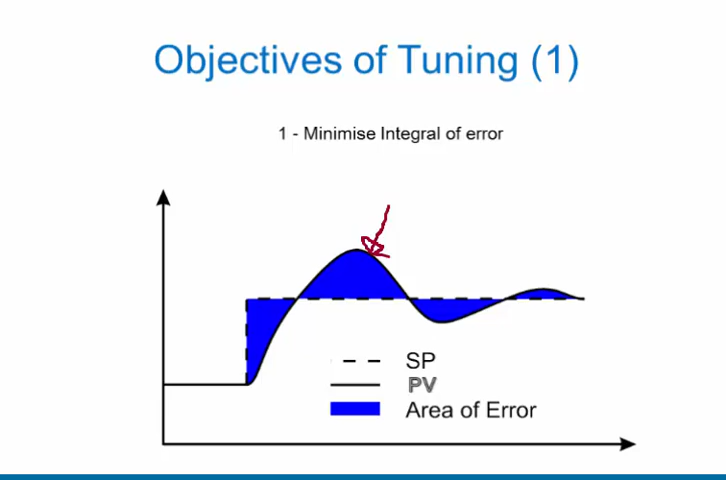 Objectives of Tuning (1)
1 - Minimise Integral of error
SP
PV
Area of Error